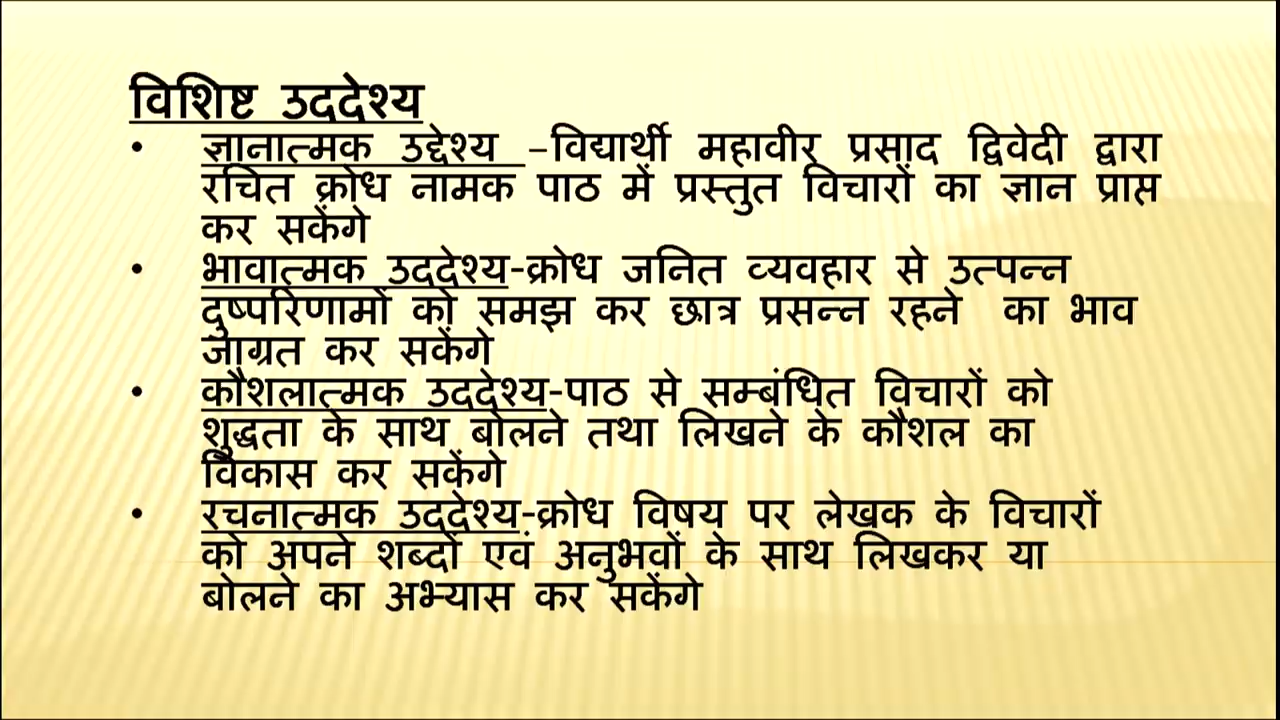 विशिष्ट उददेश्य
• ज्ञानात्मक उद्देश्य –विद्यार्थी महावीर प्रसाद द्विवेदी द्वारा
रचित क्रोध नामक पाठ में प्रस्तुत विचारों का ज्ञान प्राप्त
कर सकेंगे
• भावात्मक उददेश्य-क्रोध जनित व्यवहार से उत्पन्न
दुष्परिणामों को समझ कर छात्र प्रसन्न रहने का भाव
जाग्रत कर सकेंगे
• कौशलात्मक उददेश्य-पाठ से सम्बंधित विचारों को
शुद्धता के साथ बोलने तथा लिखने के कौशल का
विकास कर सकेंगे
• रचनात्मक उददेश्य-क्रोध विषय पर लेखक के विचारों
को अपने शब्दों एवं अनुभवों के साथ लिखकर या
बोलने का अभ्यास कर सकेंगे